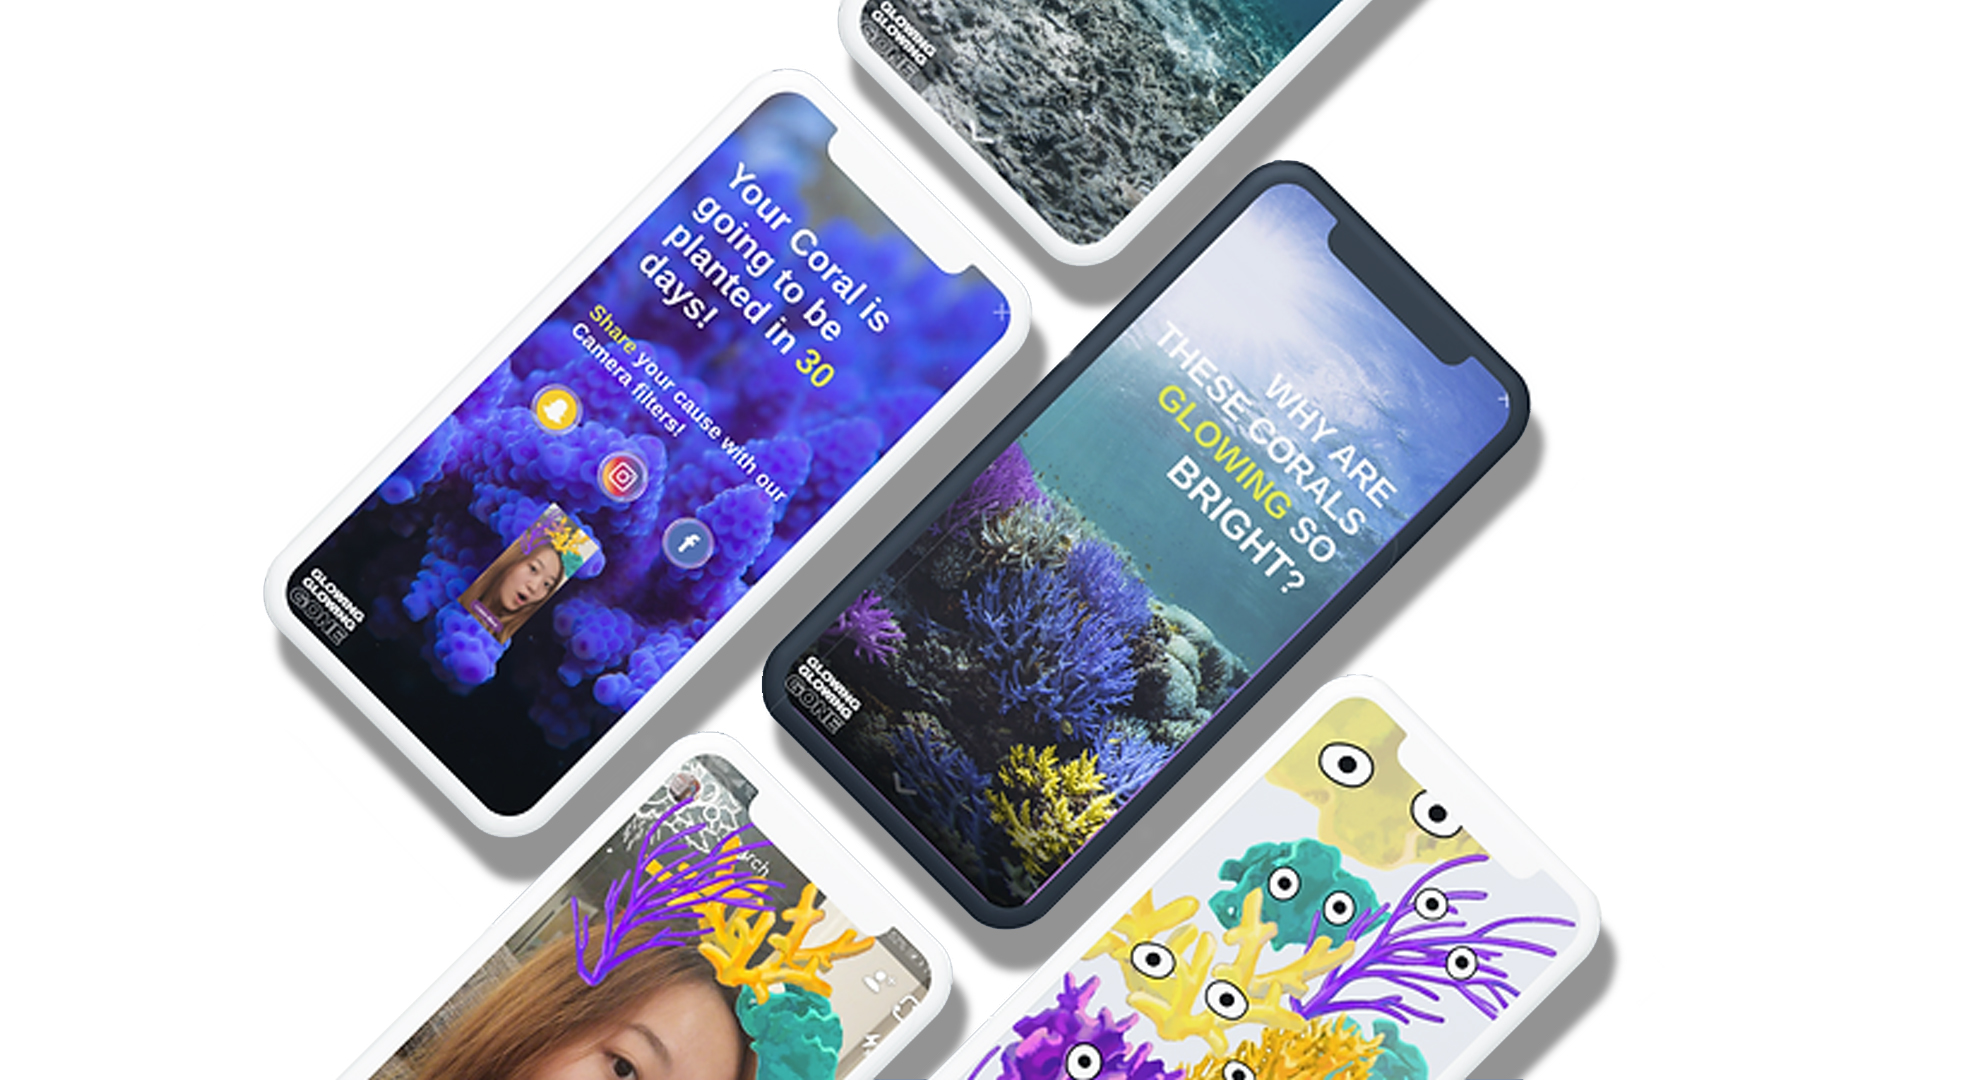 GLOWING
GLOWING
GONE
Your Coral is
going to be
planted in 30
days!
Share your cause with our
Camera filters!
GLOWING
GLOWING
GONE
WHY ARE
THESE CORALS
GLOWING SO
BRIGHT?
GLOWING
GLOWING
GONE